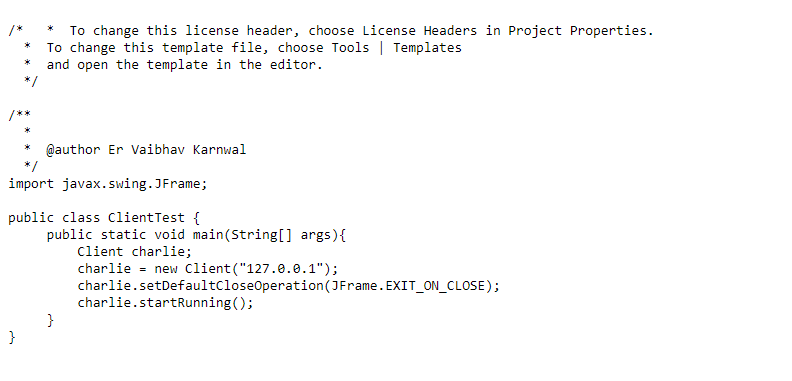 /*   *  To change this license header, choose License Headers in Project Properties.
  *  To change this template file, choose Tools | Templates
  *  and open the template in the editor.
  */
/**
  *
  *  @author Er Vaibhav Karnwal
  */
import javax.swing.JFrame;
public class ClientTest {
     public static void main(String[] args){
         Client charlie;
         charlie = new Client("127.0.0.1");
         charlie.setDefaultCloseOperation(JFrame.EXIT_ON_CLOSE);
         charlie.startRunning();
     }
}